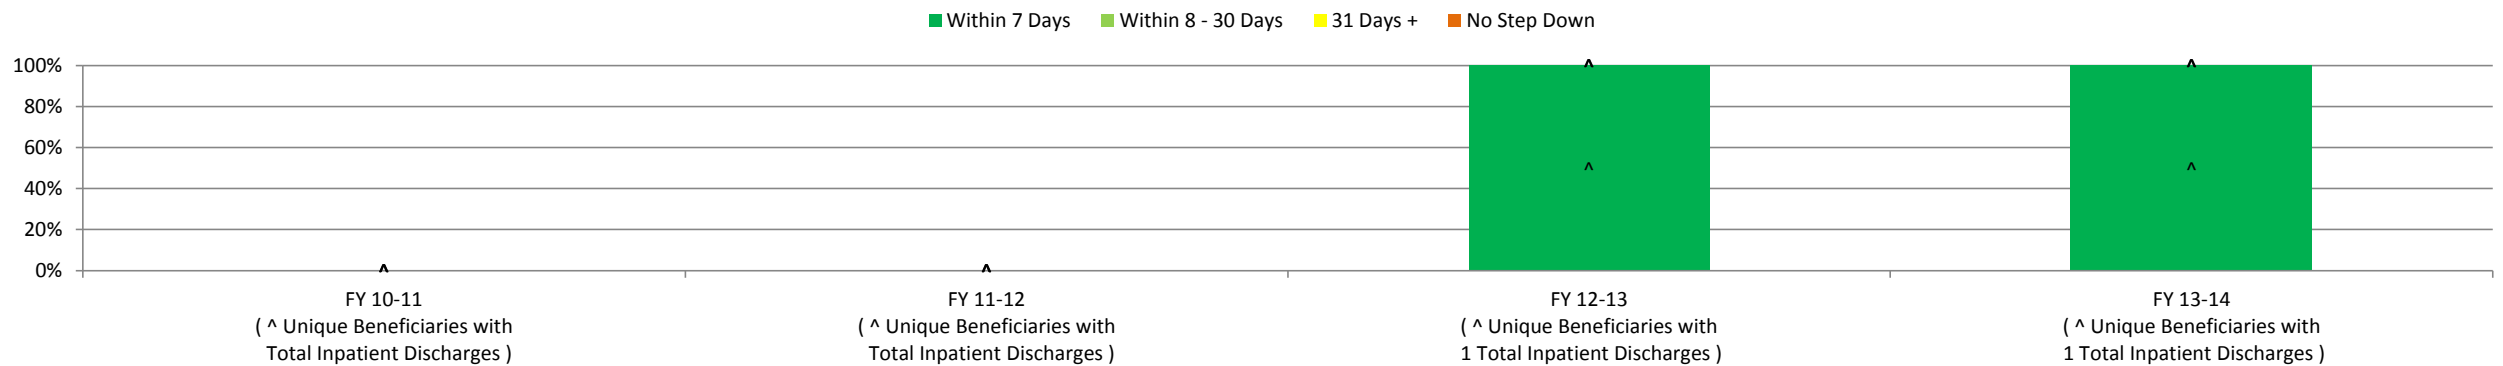 Within 7 Days Within 8 - 30 Days 31 Days + No Step Down
100%
80%
60%
40%
20%
0%
^ ^ ^ ^
^ ^
FY 10-11 FY 11-12 FY 12-13 FY 13-14
( ^ Unique Beneficiaries with ( ^ Unique Beneficiaries with ( ^ Unique Beneficiaries with ( ^ Unique Beneficiaries with
Total Inpatient Discharges ) Total Inpatient Discharges ) 1 Total Inpatient Discharges ) 1 Total Inpatient Discharges )